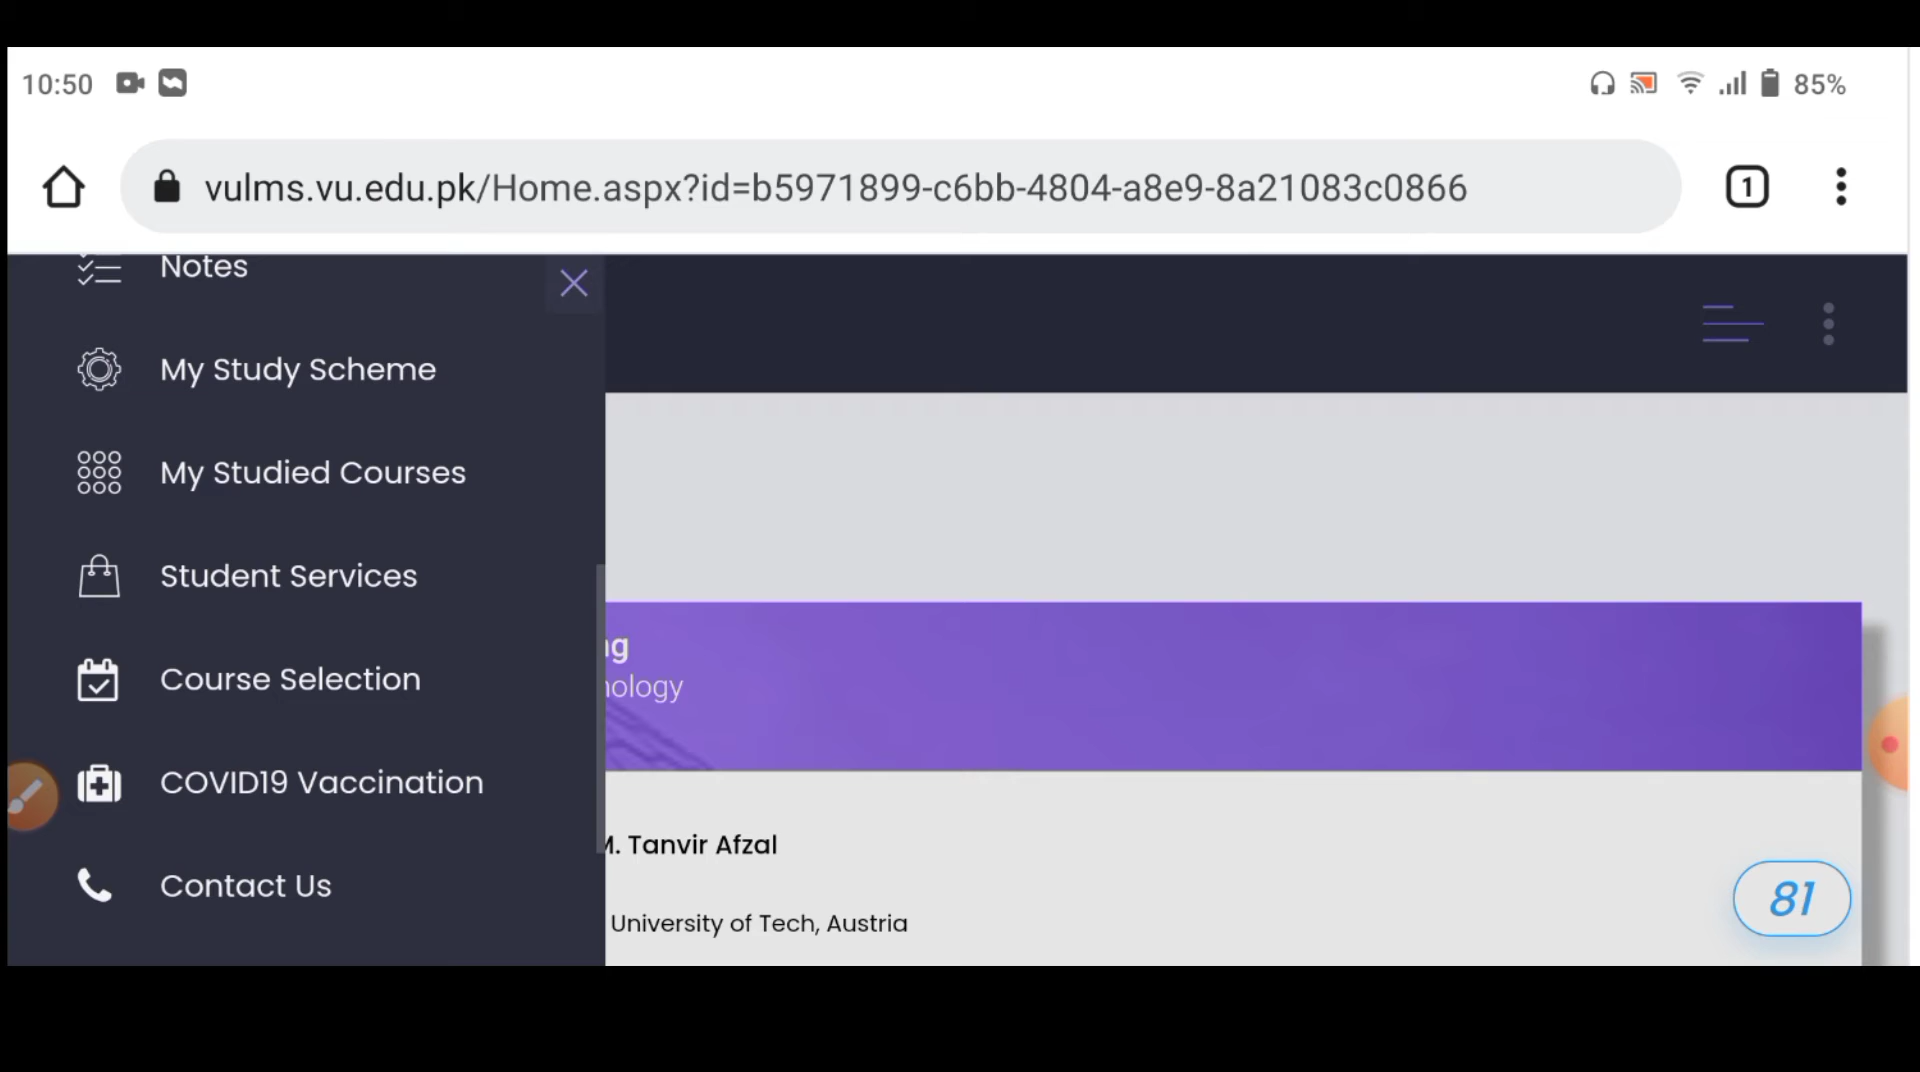 10:50
85%
vulms.vu.edu.pk/Home.aspx?id=b5971899-c6bb-4804-a8e9-8a21083c0866
1
Notes
My Study Scheme
My Studied Courses
Student Services
Course Selection
COVID19 Vaccination
Contact Us
M. Tanvir Afzal
University of Tech, Austria
81